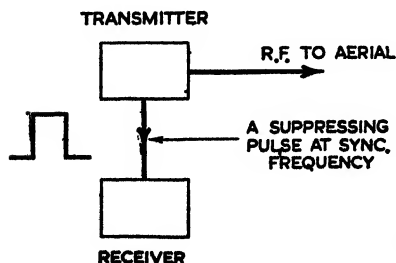 TRANSMITTER
R.F. TO AERIAL
A SUPPRESSING
PULSE AT SYNC.
FREQUENCY
RECEIVER